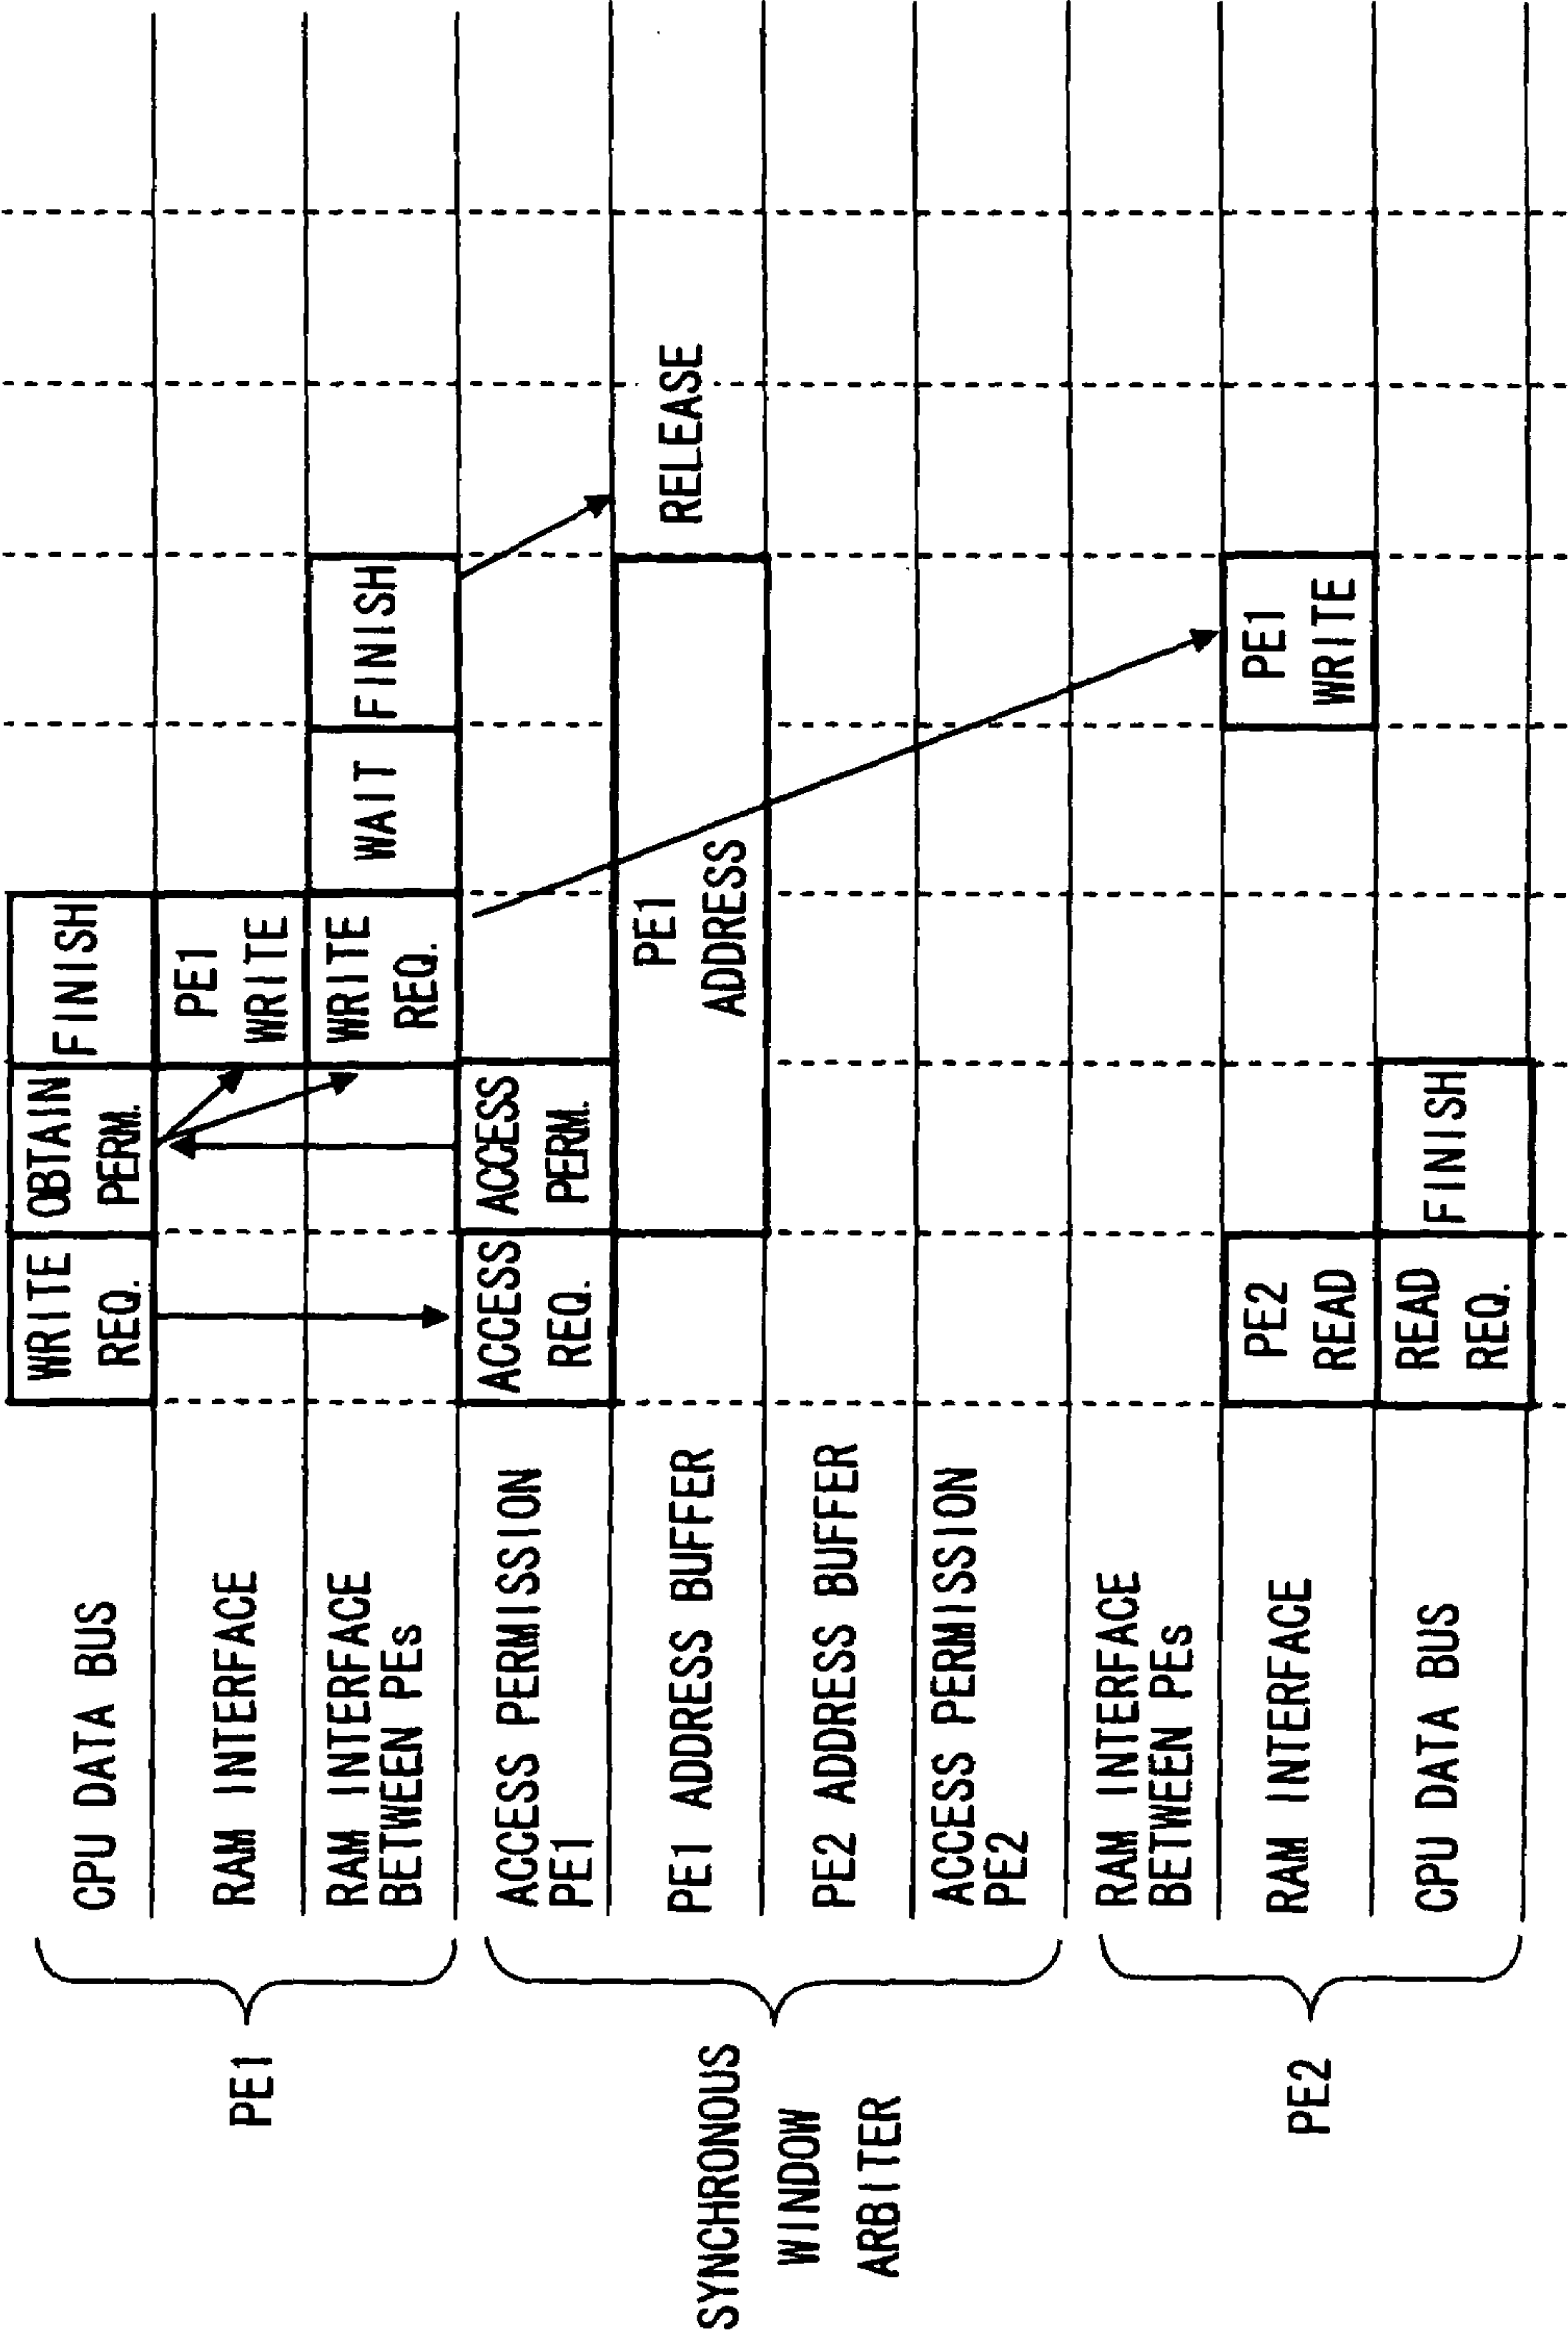 PE1
CPU DATA BUS
WRITE
REQ.
OBTAIN
PERM.
FINISH
RAM INTERFACE
PE1
WRITE
RAM INTERFACE
BETWEEN PEs
WRITE
REQ.
WAIT
FINISH
SYNCHRONOUS
WINDOW
ARBITER
ACCESS PERMISSION
PE1
ACCESS
REQ.
ACCESS
PERM.
PE1 ADDRESS BUFFER
PE1
ADDRESS
RELEASE
PE2 ADDRESS BUFFER
ACCESS PERMISSION
PE2
PE2
RAM INTERFACE
BETWEEN PEs
RAM INTERFACE
PE2
READ
PE1
WRITE
CPU DATA BUS
READ
REQ.
FINISH